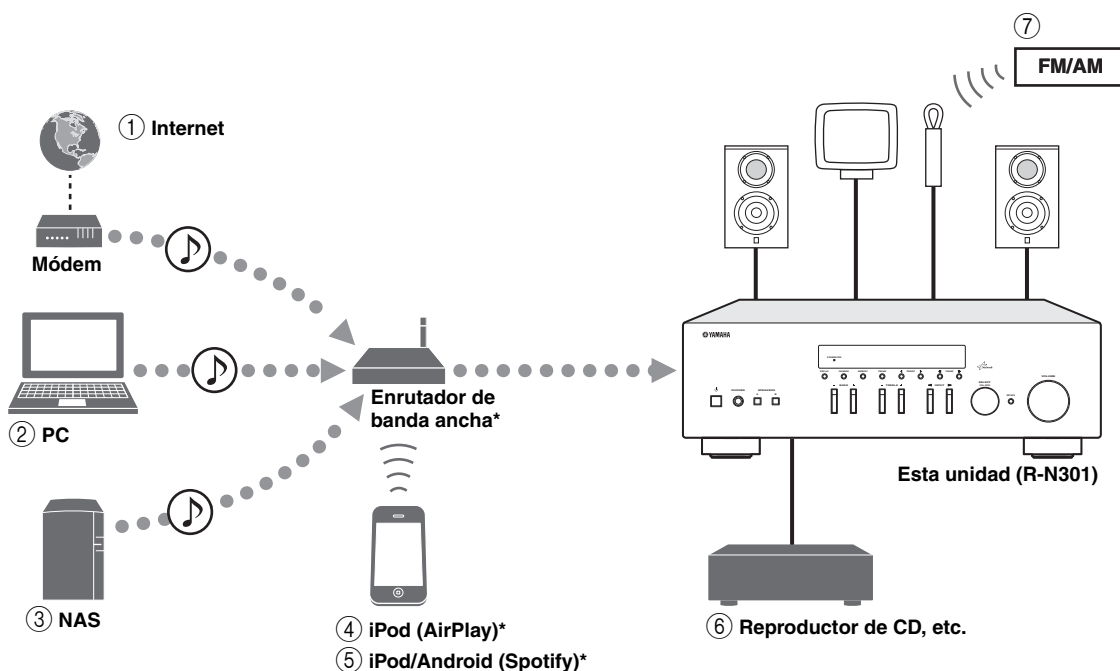 ⑦
FM/AM
① Internet
Módem
YAMAHA
Enrutador de
banda ancha*
② PC
Esta unidad (R-N301)
③ NAS
④ iPod (AirPlay)*
⑤ iPod/Android (Spotify)*
⑥ Reproductor de CD, etc.